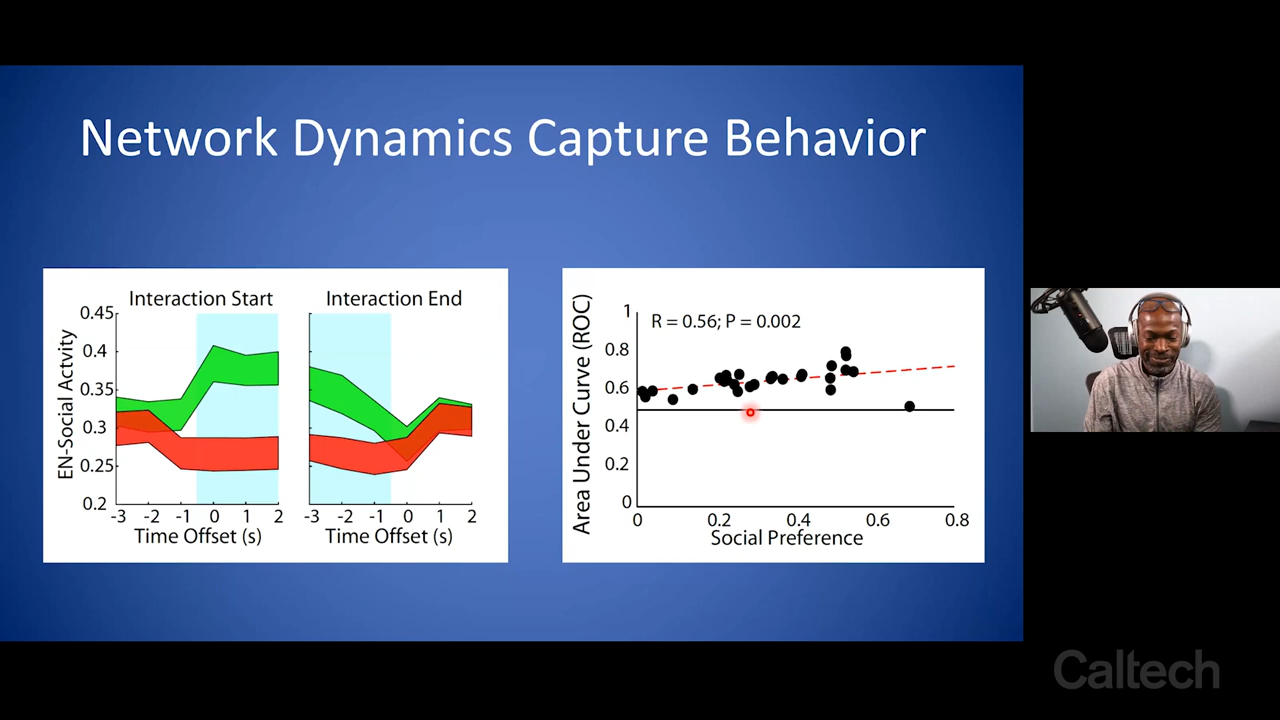 Network Dynamics Capture Behavior
Interaction Start
Interaction End
EN-Social Actvity
0.45
0.4
0.35
0.3
0.25
0.2
-3 -2 -1 0 1 2
-3 -2 -1 0 1 2
Time Offset (s)
Time Offset (s)
Area Under Curve (ROC)
R = 0.56; P = 0.002
1
0.8
0.6
0.4
0.2
0
0 0.2 0.4 0.6 0.8
Social Preference
Caltech